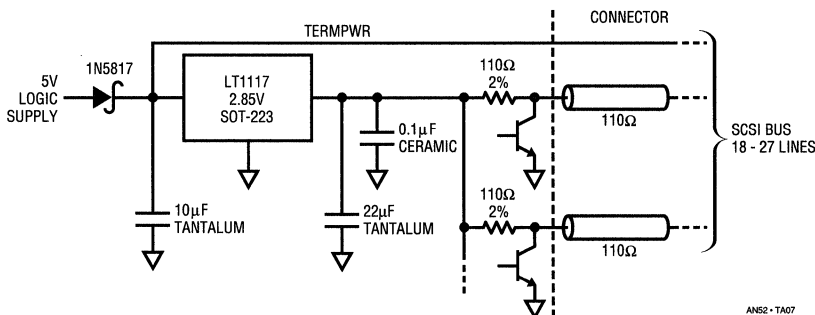 CONNECTOR
TERMPWR
1N5817
5V
LOGIC
SUPPLY
LT1117
2.85V
SOT-223
110Ω
2%
110Ω
0.1µF
CERAMIC
SCSI BUS
18 - 27 LINES
10µF
TANTALUM
22µF
TANTALUM
110Ω
2%
110Ω
AN52 • TA07